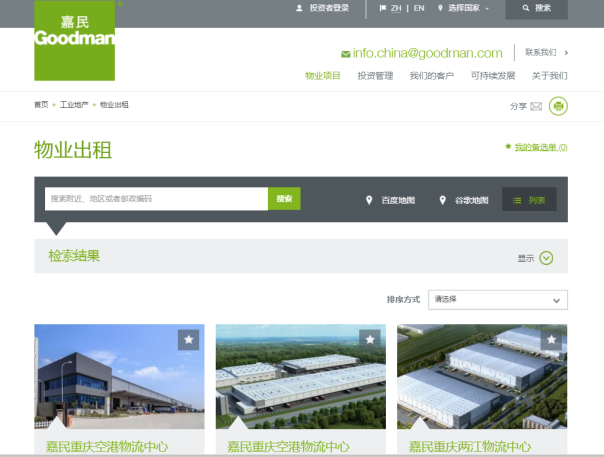 投资者登录 | ZH | EN 选择国家 搜索
嘉民
Goodman
info.china@goodman.com 联系我们
物业项目 投资管理 我们的客户 可持续发展 关于我们
首页 + 工业地产 + 物业出租 分享
物业出租 我的备选单 (0)
搜索附近、地区或者邮政编码 搜索 百度地图 谷歌地图 列表
检索结果 显示
排序方式 请选择
嘉民重庆空港物流中心 嘉民重庆空港物流中心 嘉民重庆两江物流中心